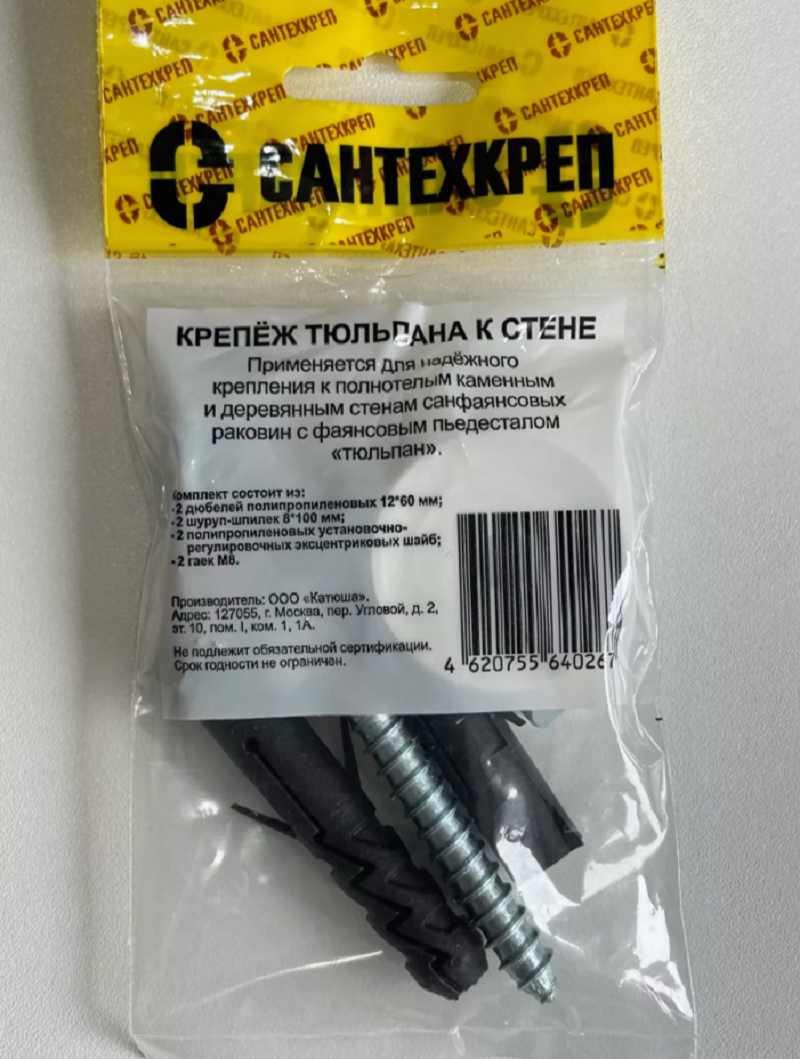 САНТЕХКРЕП
КРЕПЁЖ ТЮЛЬПАНА К СТЕНЕ
Применяется для надёжного
крепления к полнотелым каменным
и деревянным стенам санфаянсовых
раковин с фаянсовым пьедесталом
«тюльпан».
Комплект состоит из:
-2 дюбелей полипропиленовых 12*60 мм;
-2 шуруп-шпилек 8*100 мм;
-2 полипропиленовых установочно-
регулировочных эксцентриковых шайб;
-2 гаек М8.
Производитель: ООО «Катюша».
Адрес: 127055, г. Москва, пер. Угловой, д. 2,
эт. 10, пом. I, ком. 1, 1А.
Не подлежит обязательной сертификации.
Срок годности не ограничен.
4 620755 640267